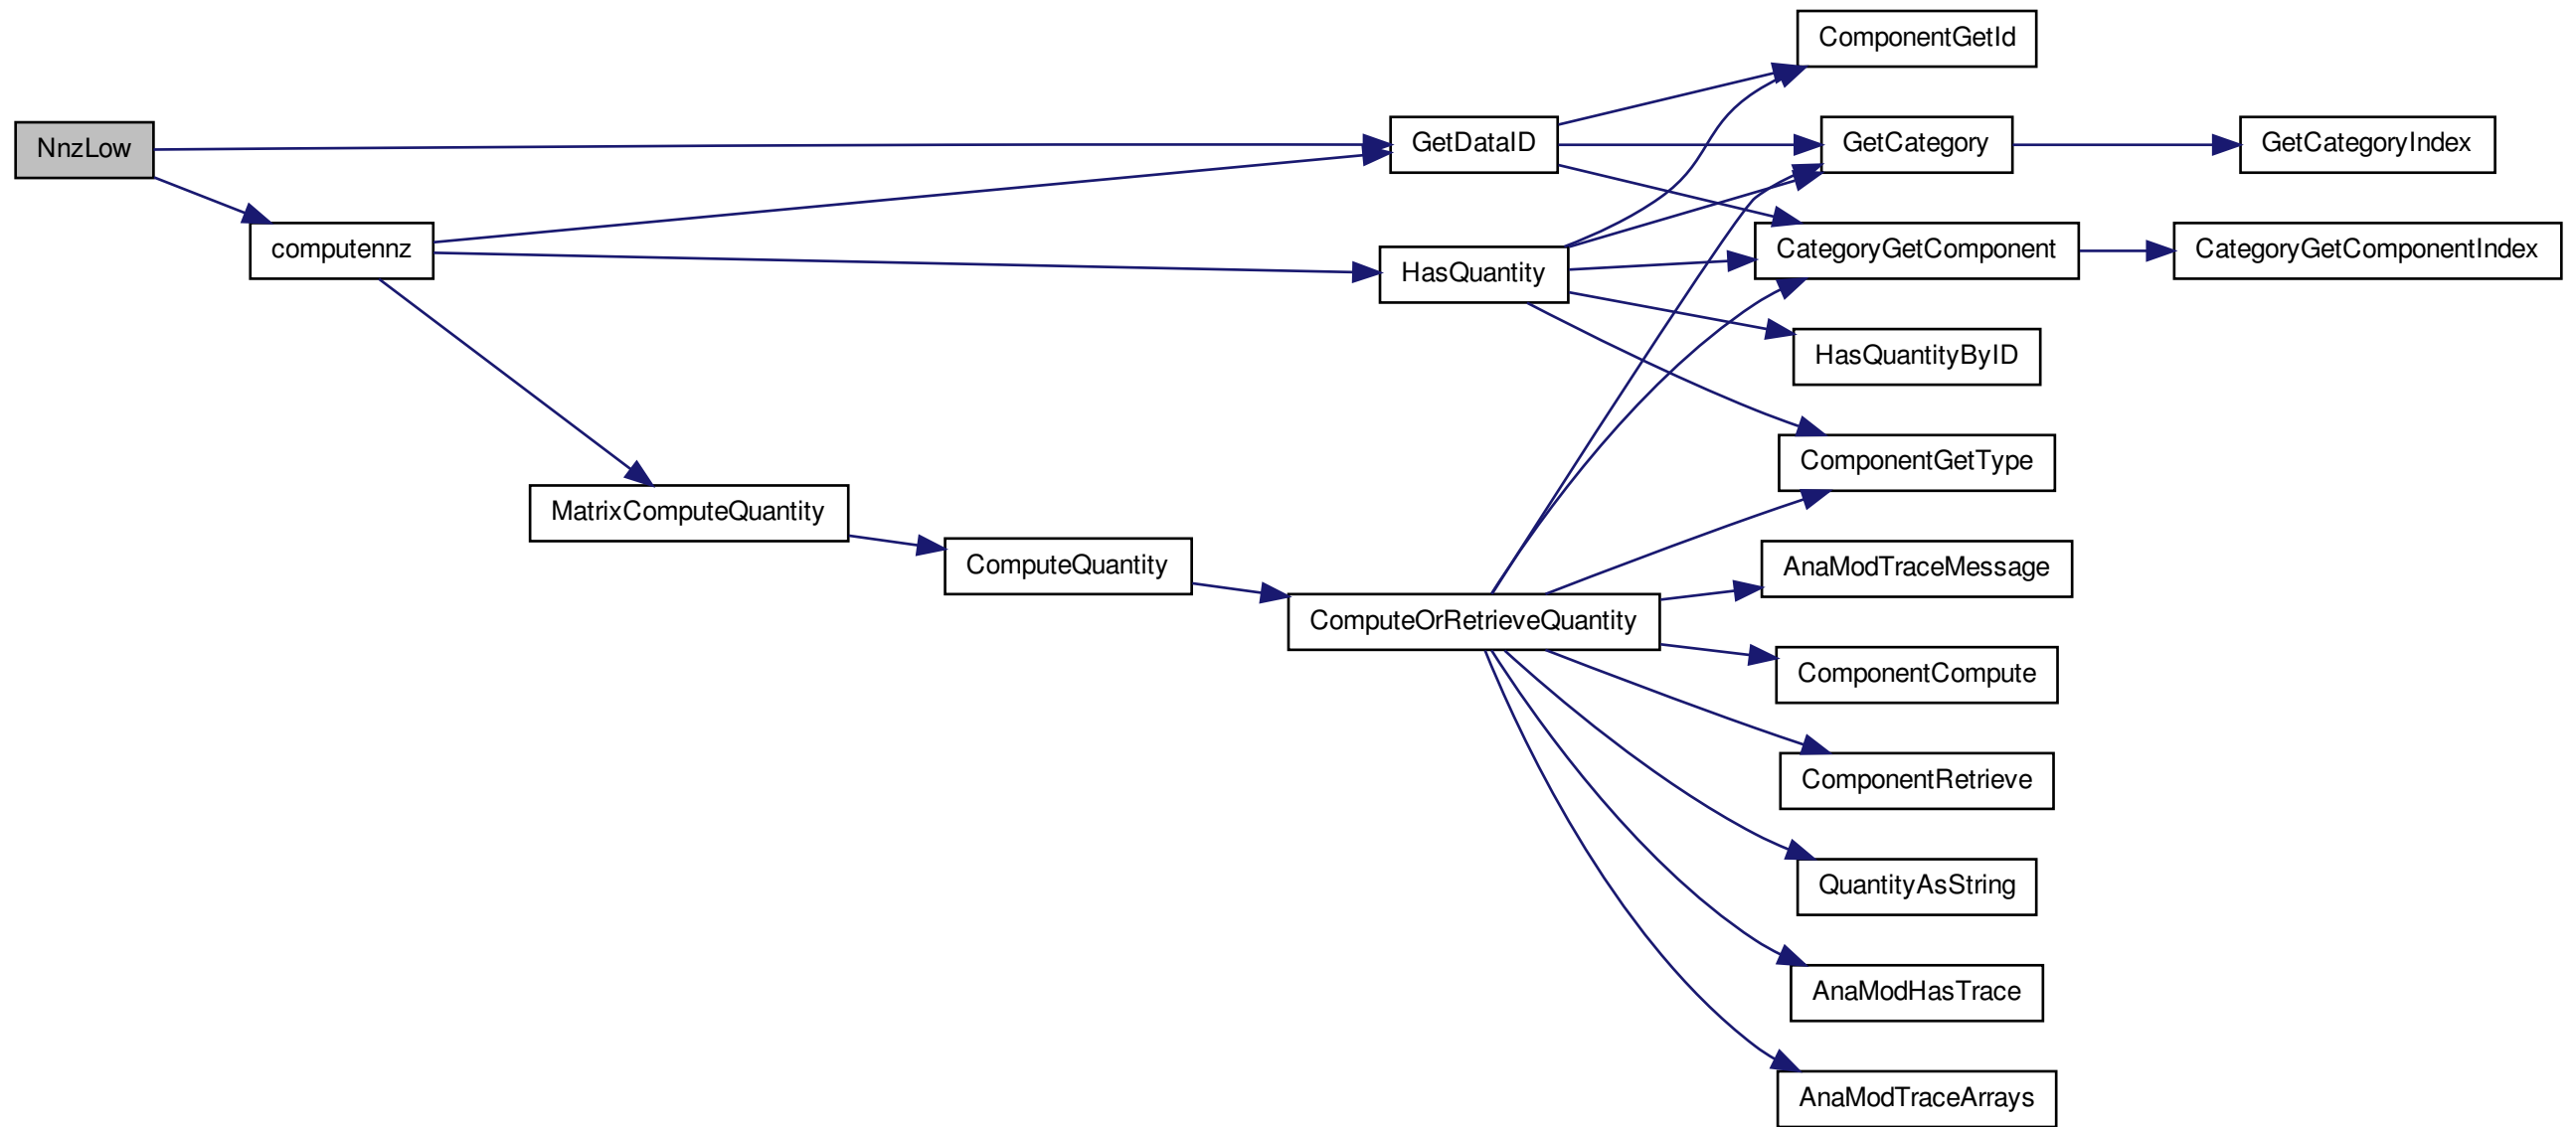 NnzLow
computennz
MatrixComputeQuantity
ComputeQuantity
GetDataID
HasQuantity
ComputeOrRetrieveQuantity
ComponentGetId
GetCategory
CategoryGetComponent
HasQuantityByID
ComponentGetType
AnaModTraceMessage
ComponentCompute
ComponentRetrieve
QuantityAsString
AnaModHasTrace
AnaModTraceArrays
GetCategoryIndex
CategoryGetComponentIndex